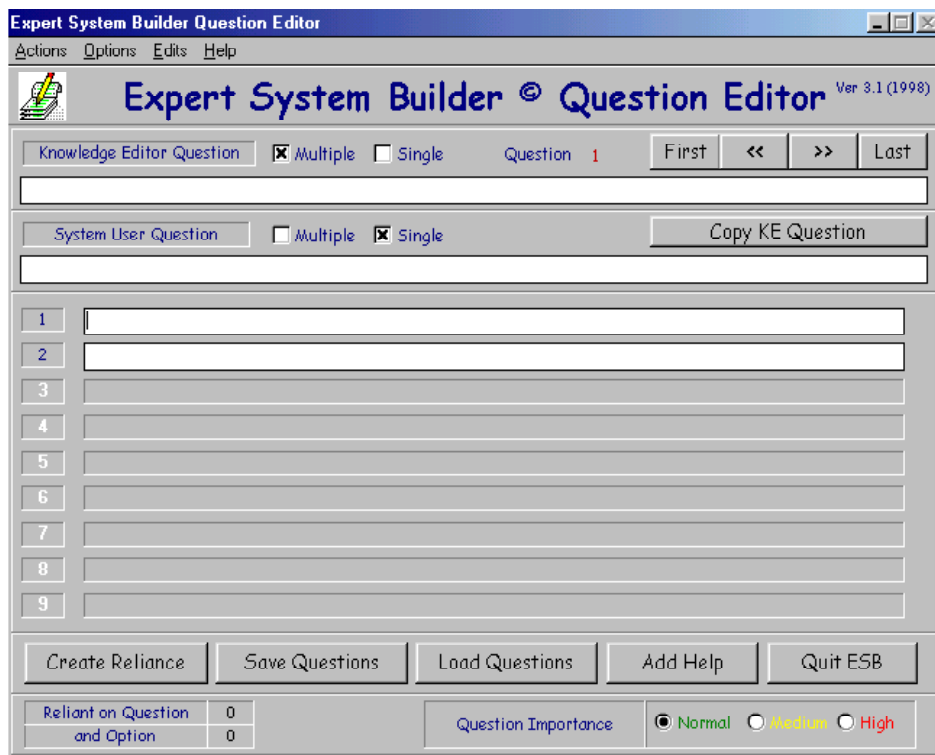 Expert System Builder Question Editor
Actions Options Edits Help
Expert System Builder © Question Editor Ver 3.1 (1998)
Knowledge Editor Question Multiple Single Question 1 First << >> Last
System User Question Multiple Single Copy KE Question
1
2
3
4
5
6
7
8
9
Create Reliance Save Questions Load Questions Add Help Quit ESB
Reliant on Question 0
and Option 0
Question Importance Normal Medium High